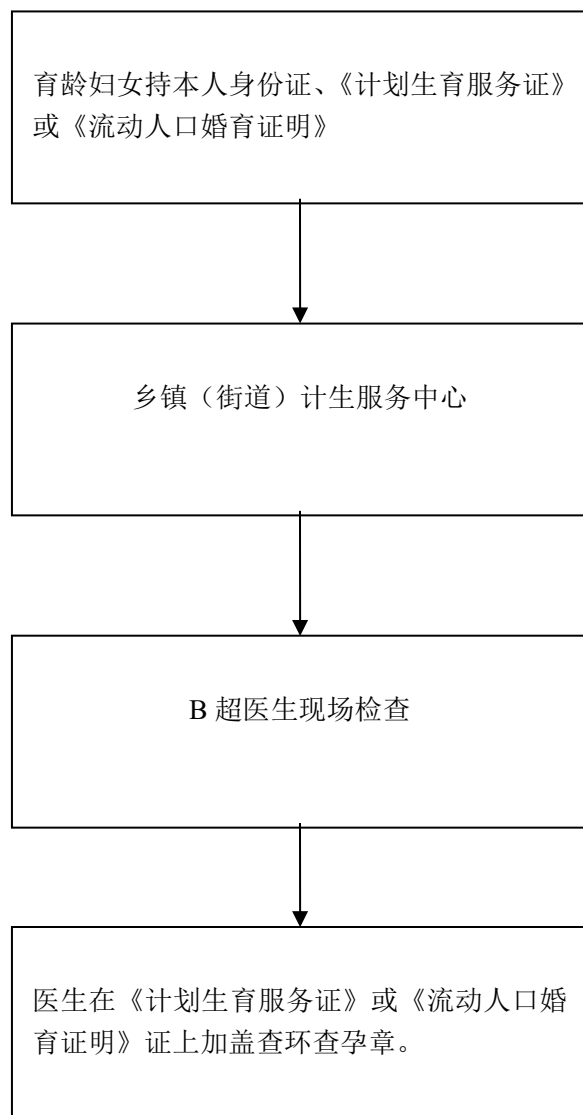 育龄妇女持本人身份证、《计划生育服务证》
或《流动人口婚育证明》
乡镇（街道）计生服务中心
B 超医生现场检查
医生在《计划生育服务证》或《流动人口婚
育证明》证上加盖查环查孕章。